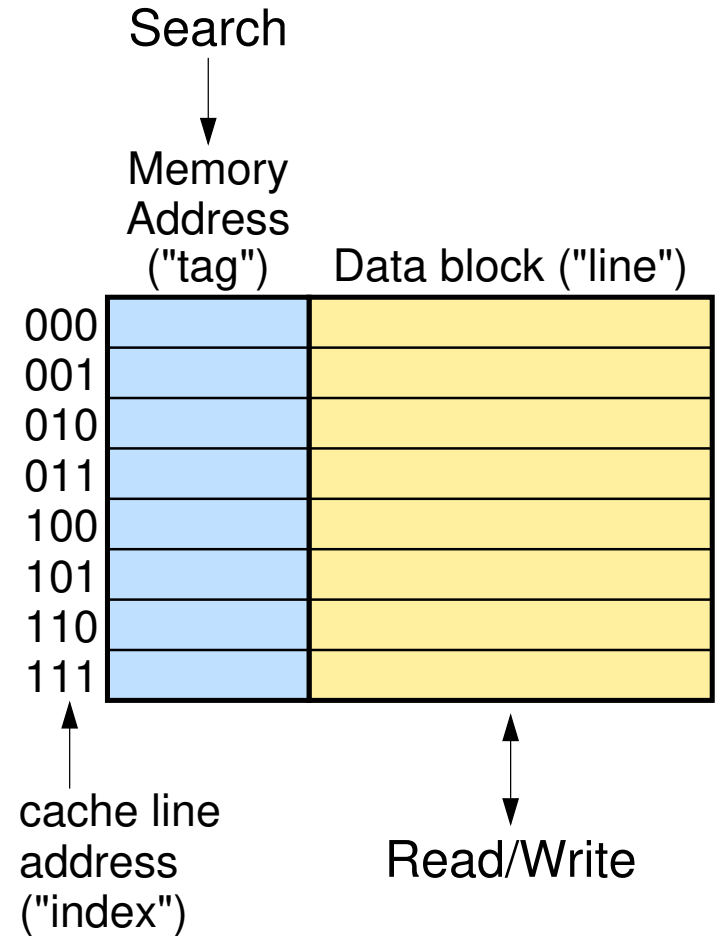 Search
Memory
Address
("tag")
Data block ("line")
000
001
010
011
100
101
110
111
cache line
address
("index")
Read/Write